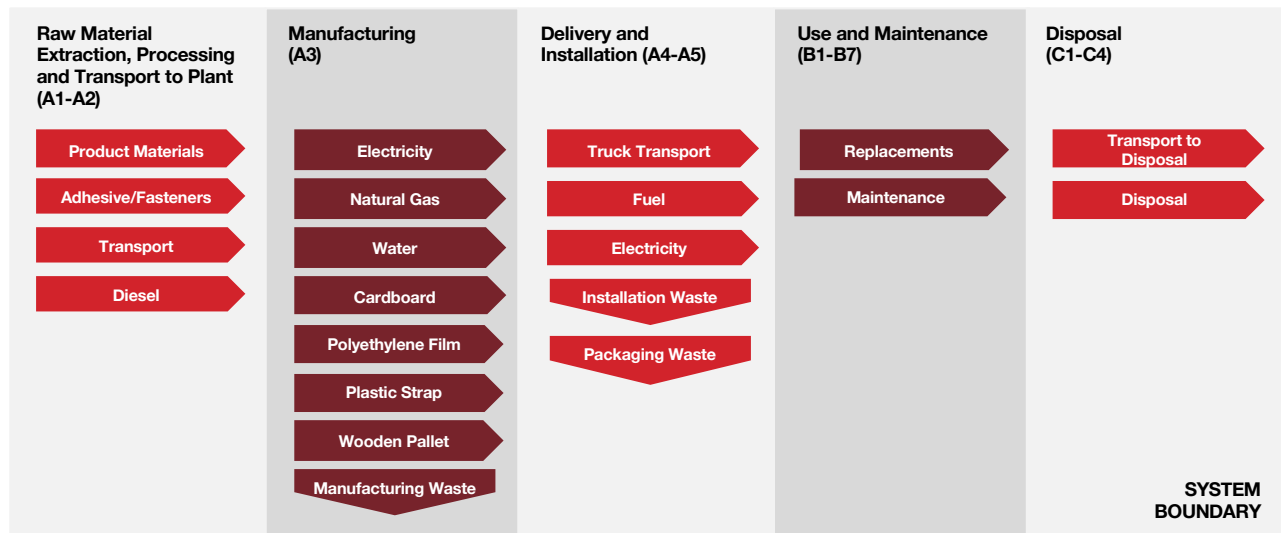 Raw Material
Extraction, Processing
and Transport to Plant
(A1-A2)
Product Materials
Adhesive/Fasteners
Transport
Diesel
Manufacturing
(A3)
Electricity
Natural Gas
Water
Cardboard
Polyethylene Film
Plastic Strap
Wooden Pallet
Manufacturing Waste
Delivery and
Installation (A4-A5)
Truck Transport
Fuel
Electricity
Installation Waste
Packaging Waste
Use and Maintenance
(B1-B7)
Replacements
Maintenance
Disposal
(C1-C4)
Transport to
Disposal
Disposal
SYSTEM
BOUNDARY